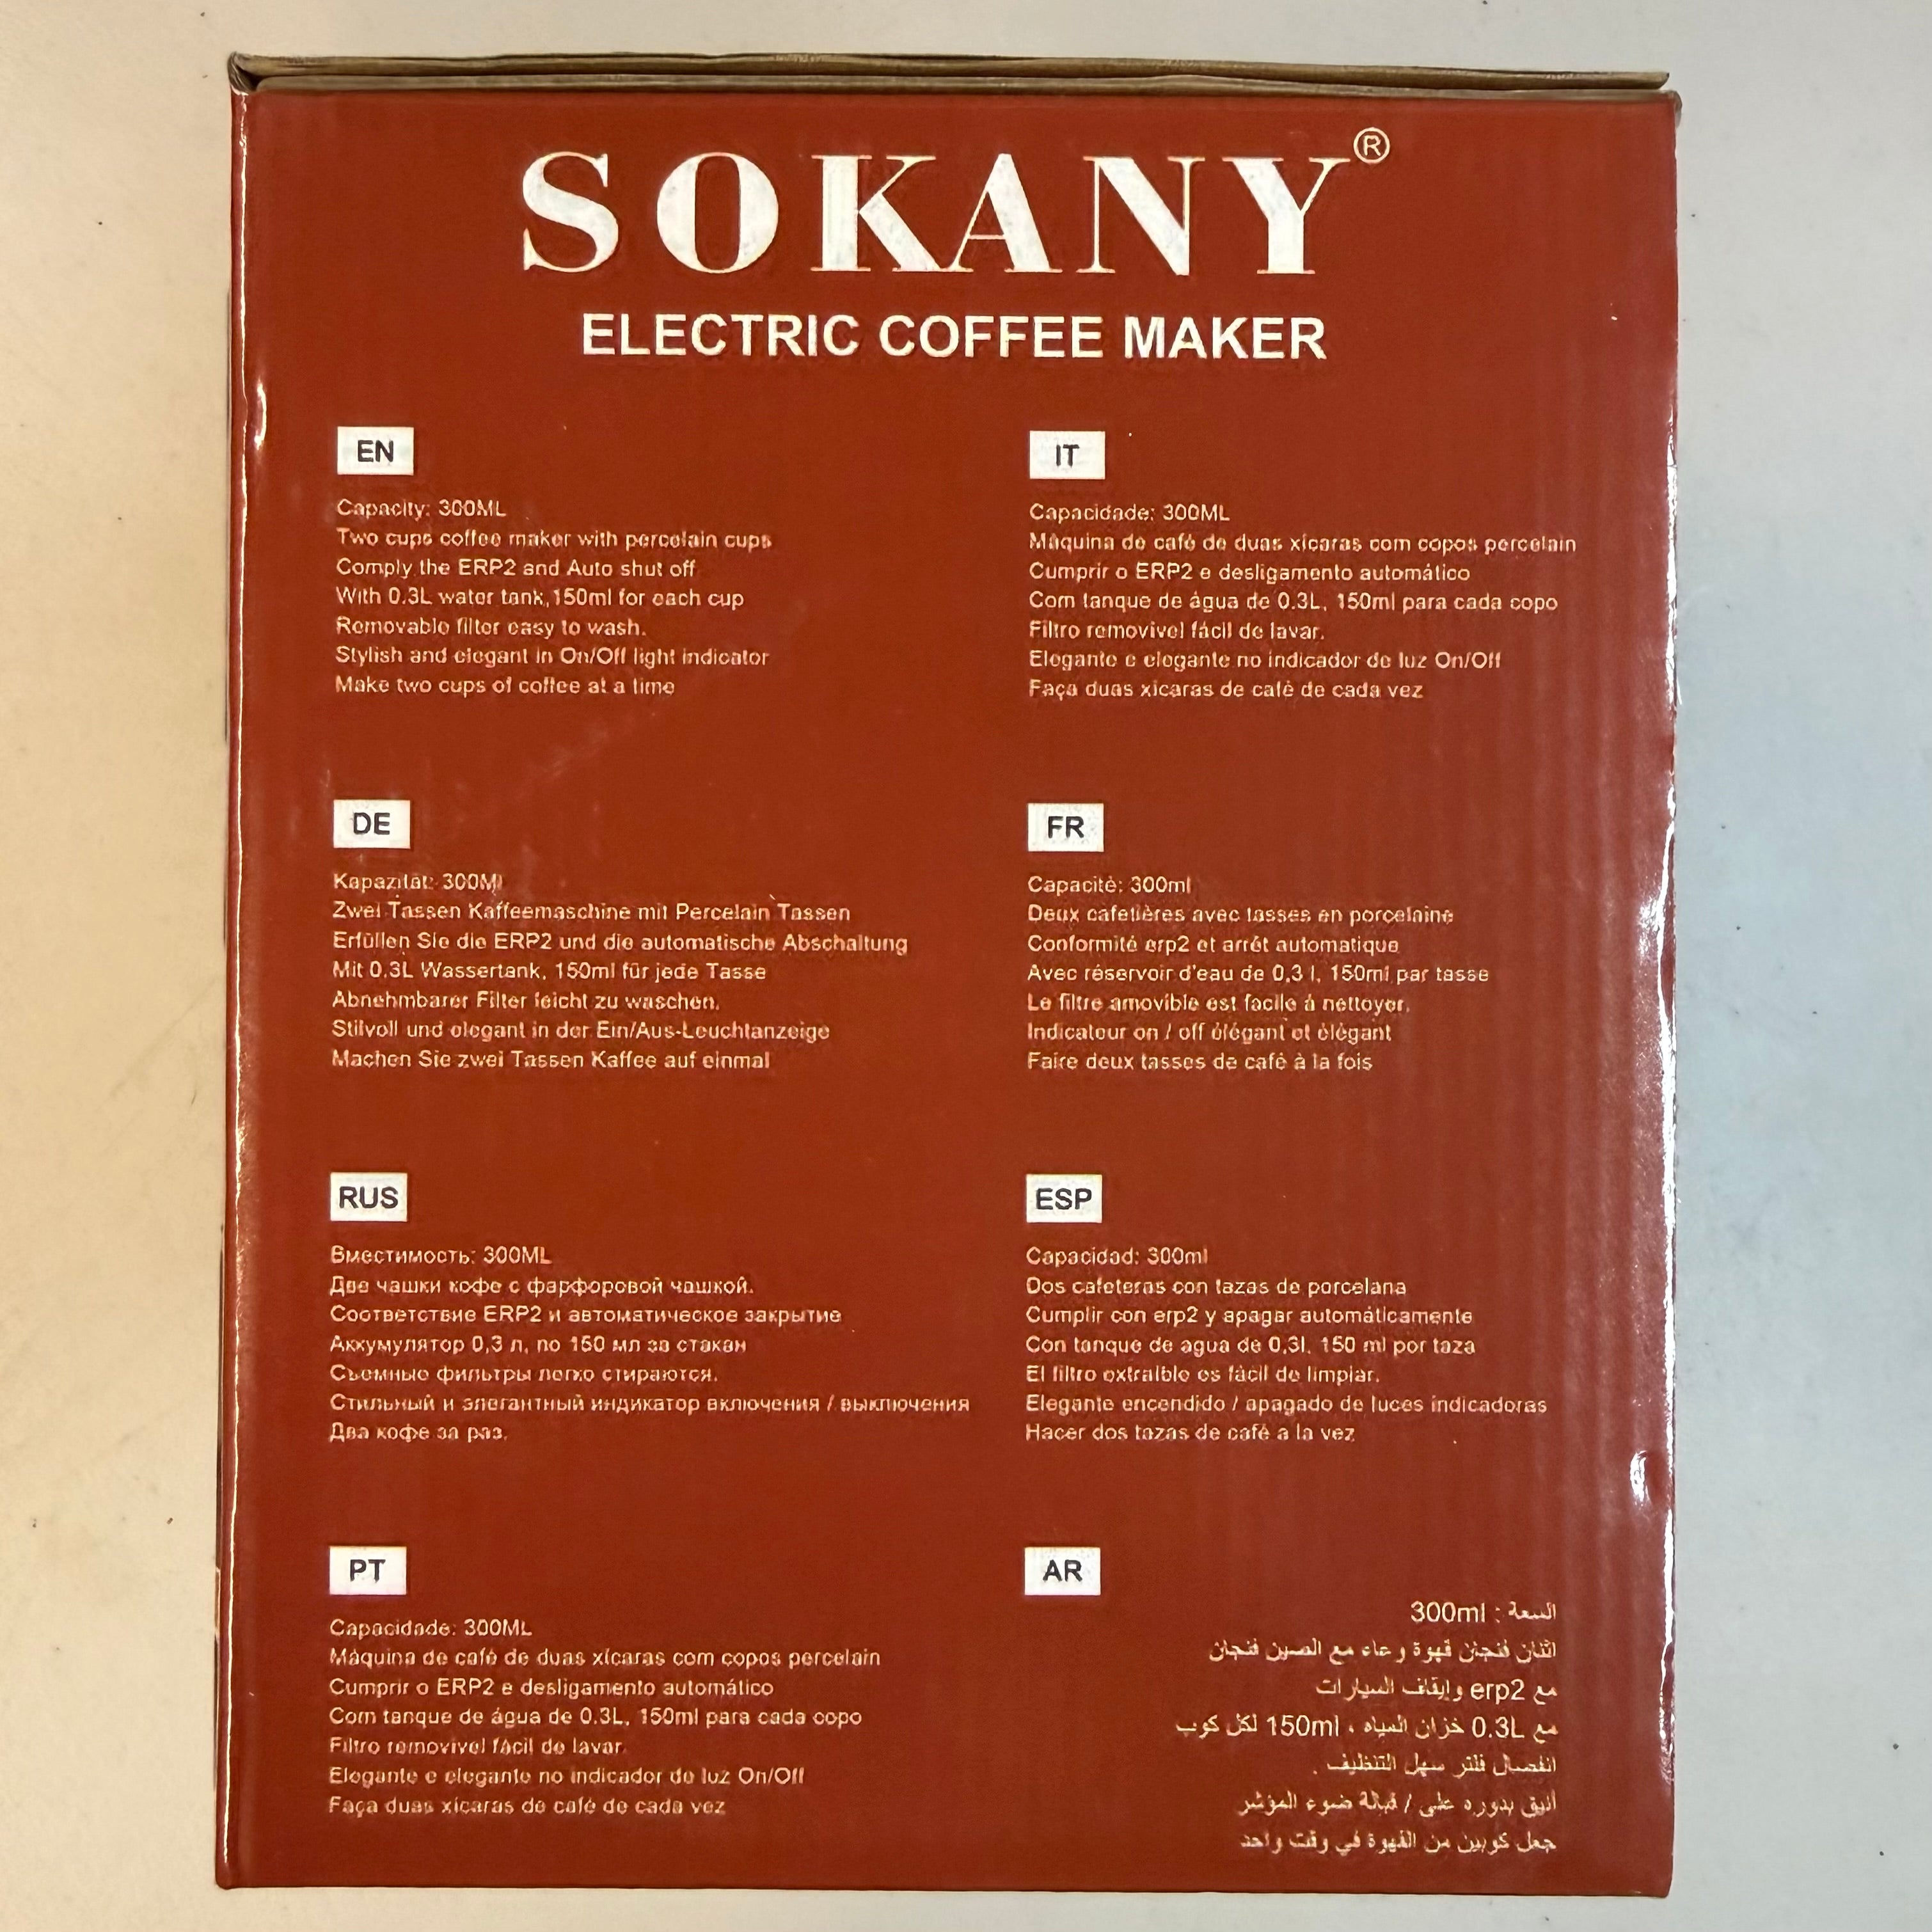 SOKANY®
ELECTRIC COFFEE MAKER
EN
Capacity: 300ML
Two cups coffee maker with percelain cups
Comply the ERP2 and Auto shut off
With 0.3L water tank,150ml for each cup
Removable filter easy to wash.
Stylish and elegant in On/Off light indicator
Make two cups of coffee at a time
IT
Capacidade: 300ML
Máquina de café de duas xícaras com copos percelain
Cumprir o ERP2 e desligamento automático
Com tanque de água de 0.3L, 150ml para cada copo
Filtro removivel fácil de lavar.
Elegante e elegante no indicador de luz On/Off
Faça duas xícaras de café de cada vez
DE
Kapazität: 300Ml
Zwei Tassen Kaffeemaschine mit Percelain Tassen
Erfüllen Sie die ERP2 und die automatische Abschaltung
Mit 0.3L Wassertank, 150ml für jede Tasse
Abnehmbarer Filter leicht zu waschen.
Stilvoll und elegant in der Ein/Aus-Leuchtanzeige
Machen Sie zwei Tassen Kaffee auf einmal
FR
Capacité: 300ml
Deux cafetières avec tasses en porcelaine
Conformité erp2 et arrêt automatique
Avec réservoir d'eau de 0,3 l, 150ml par tasse
Le filtre amovible est facile à nettoyer.
Indicateur on / off élégant et élégant
Faire deux tasses de café à la fois
RUS
Вместимость: 300ML
Две чашки кофе с фарфоровой чашкой.
Соответствие ERP2 и автоматическое закрытие
Аккумулятор 0,3 л, по 150 мл за стакан
Съемные фильтры легко стираются.
Стильный и элегантный индикатор включения / выключения
Два кофе за раз.
ESP
Capacidad: 300ml
Dos cafeteras con tazas de porcelana
Cumplir con erp2 y apagar automáticamente
Con tanque de agua de 0,3l, 150 ml por taza
El filtro extraíble es fácil de limpiar.
Elegante encendido / apagado de luces indicadoras
Hacer dos tazas de café a la vez
PT
Capacidade: 300ML
Máquina de café de duas xícaras com copos percelain
Cumprir o ERP2 e desligamento automático
Com tanque de água de 0.3L, 150ml para cada copo
Filtro removivel fácil de lavar.
Elegante e elegante no indicador de luz On/Off
Faça duas xícaras de café de cada vez
AR
السعة : 300ml
اثنان فنجان قهوة وعاء مع الصين فنجان
مع erp2 وإيقاف السيارات
مع 0.3L خزان المياه ، 150ml لكل كوب
انفصال فلتر سهل التنظيف .
أنيق بدوره على / قبالة ضوء المؤشر
جعل كوبين من القهوة في وقت واحد